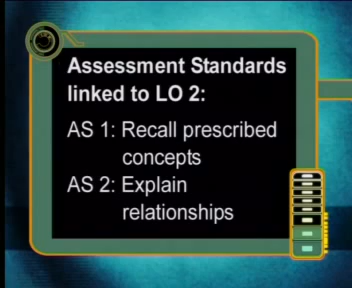 Assessment Standards
linked to LO 2:
AS 1: Recall prescribed
concepts
AS 2: Explain
relationships